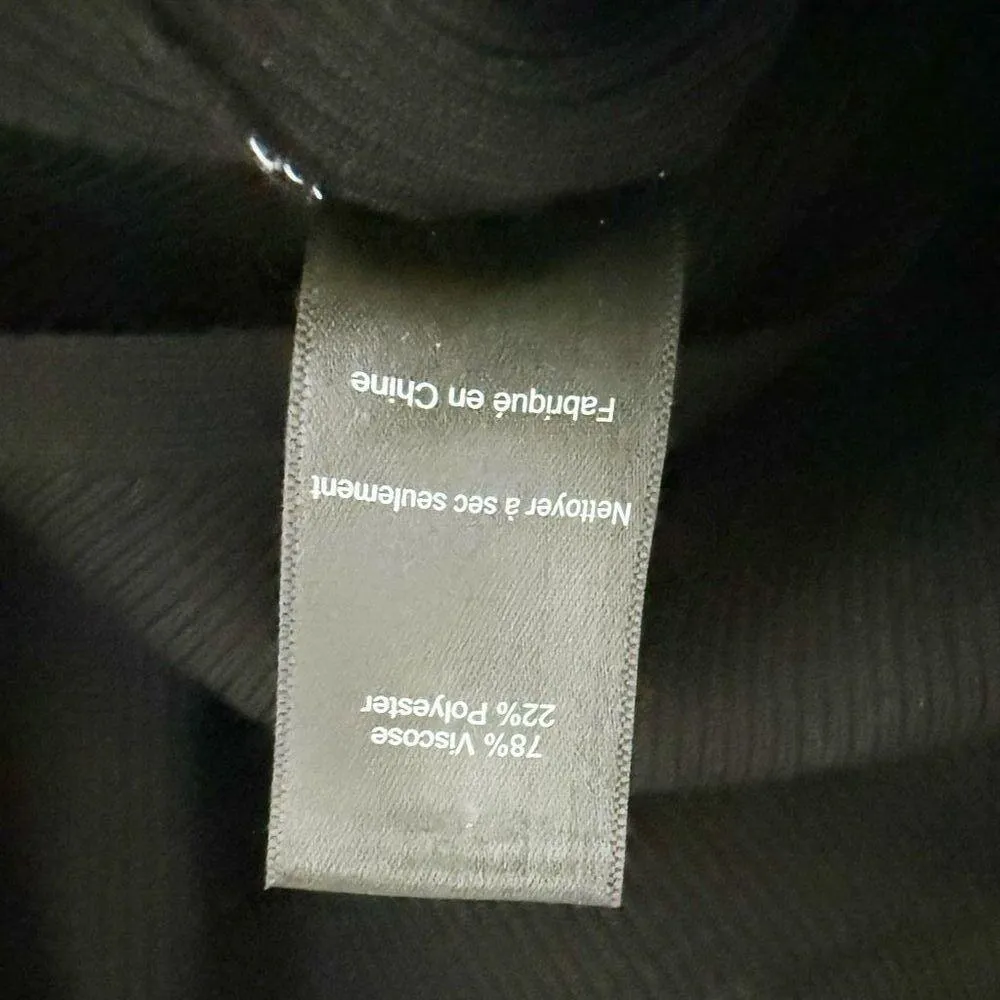 78% Viscose
22% Polyester
Nettoyer à sec seulement
Fabriqué en Chine